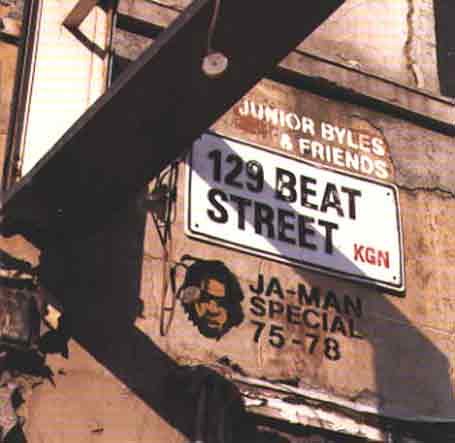 JUNIOR BYLES
& FRIENDS
129 BEAT
STREET KGN
JA-MAN
SPECIAL
75-78